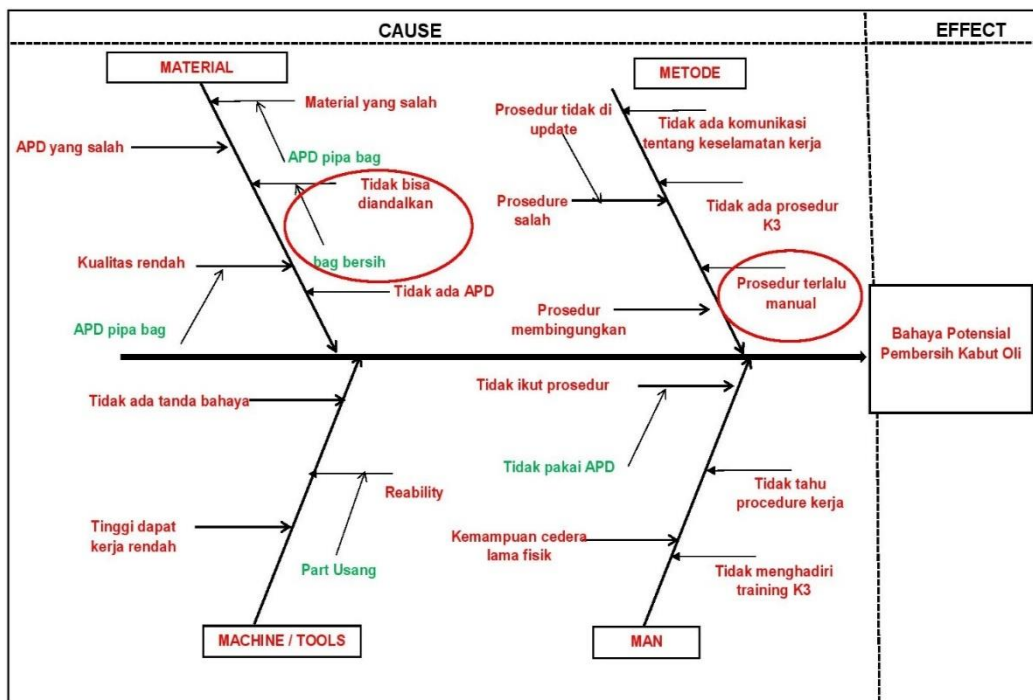 CAUSE
EFFECT
MATERIAL
METODE
Material yang salah
APD yang salah
APD pipa bag
Tidak bisa
diandalkan
bag bersih
Kualitas rendah
Tidak ada APD
APD pipa bag
Prosedur tidak di
update
Tidak ada komunikasi
tentang keselamatan kerja
Prosedure
salah
Tidak ada prosedur
K3
Prosedur terlalu
manual
Prosedur
membingungkan
Bahaya Potensial
Pembersih Kabut Oli
Tidak ada tanda bahaya
Reability
Tinggi dapat
kerja rendah
Part Usang
MACHINE / TOOLS
Tidak ikut prosedur
Tidak pakai APD
Tidak tahu
procedure kerja
Kemampuan cedera
lama fisik
Tidak menghadiri
training K3
MAN